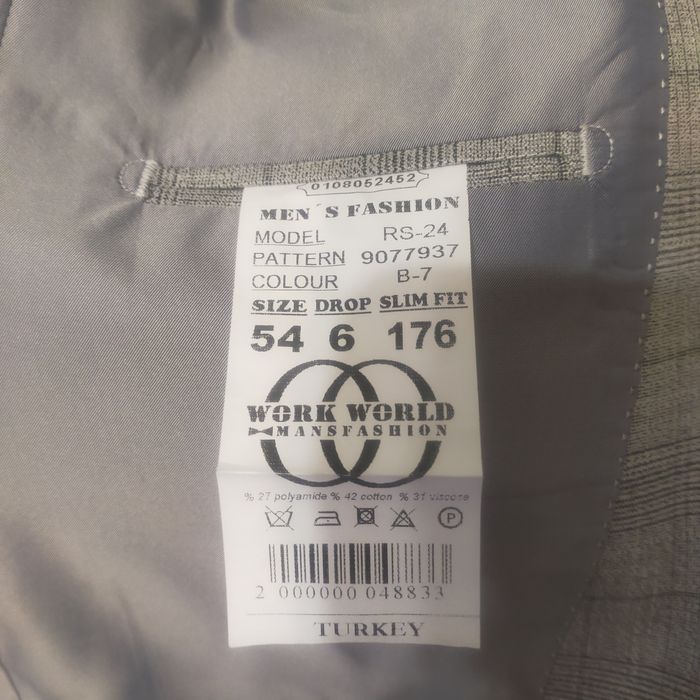 0108052452
MEN´S FASHION
MODEL RS-24
PATTERN 9077937
COLOUR B-7
SIZE DROP SLIM FIT
54 6 176
WORK WORLD
MANSFASHION
% 27 polyamide % 42 cotton % 31 viscose
P
2 000000 048833
TURKEY